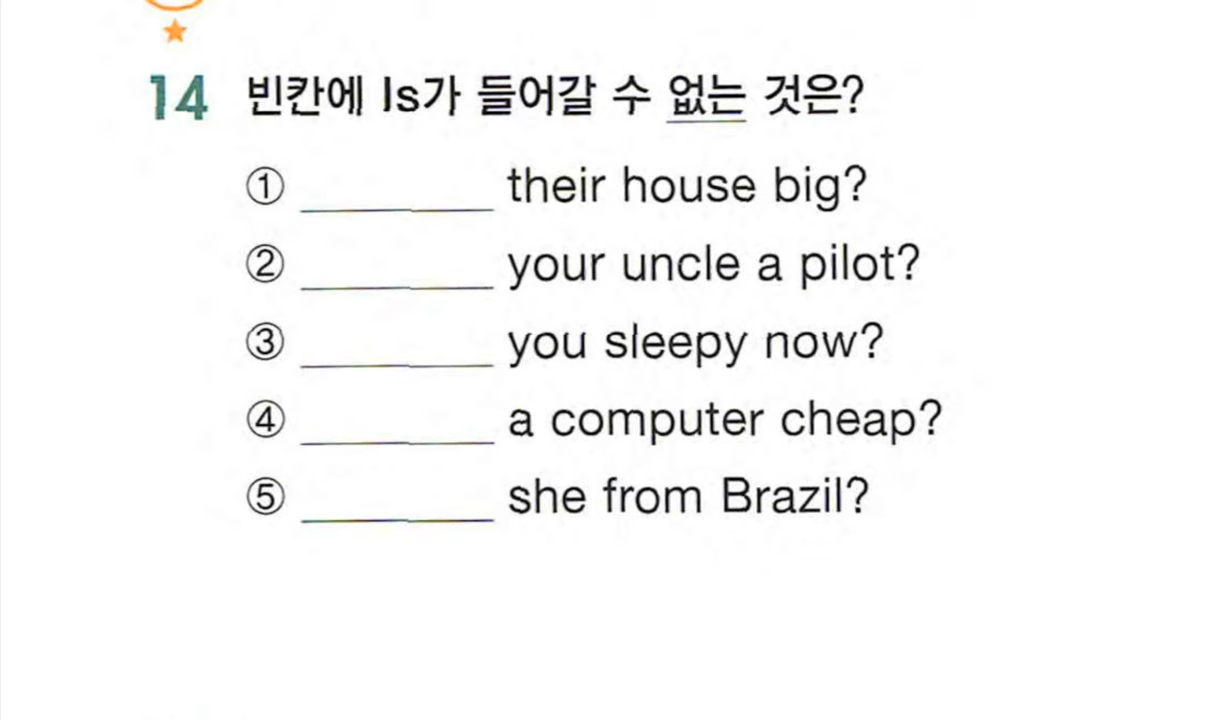 14 빈칸에 Is가 들어갈 수 없는 것은?
① ________ their house big?
② ________ your uncle a pilot?
③ ________ you sleepy now?
④ ________ a computer cheap?
⑤ ________ she from Brazil?